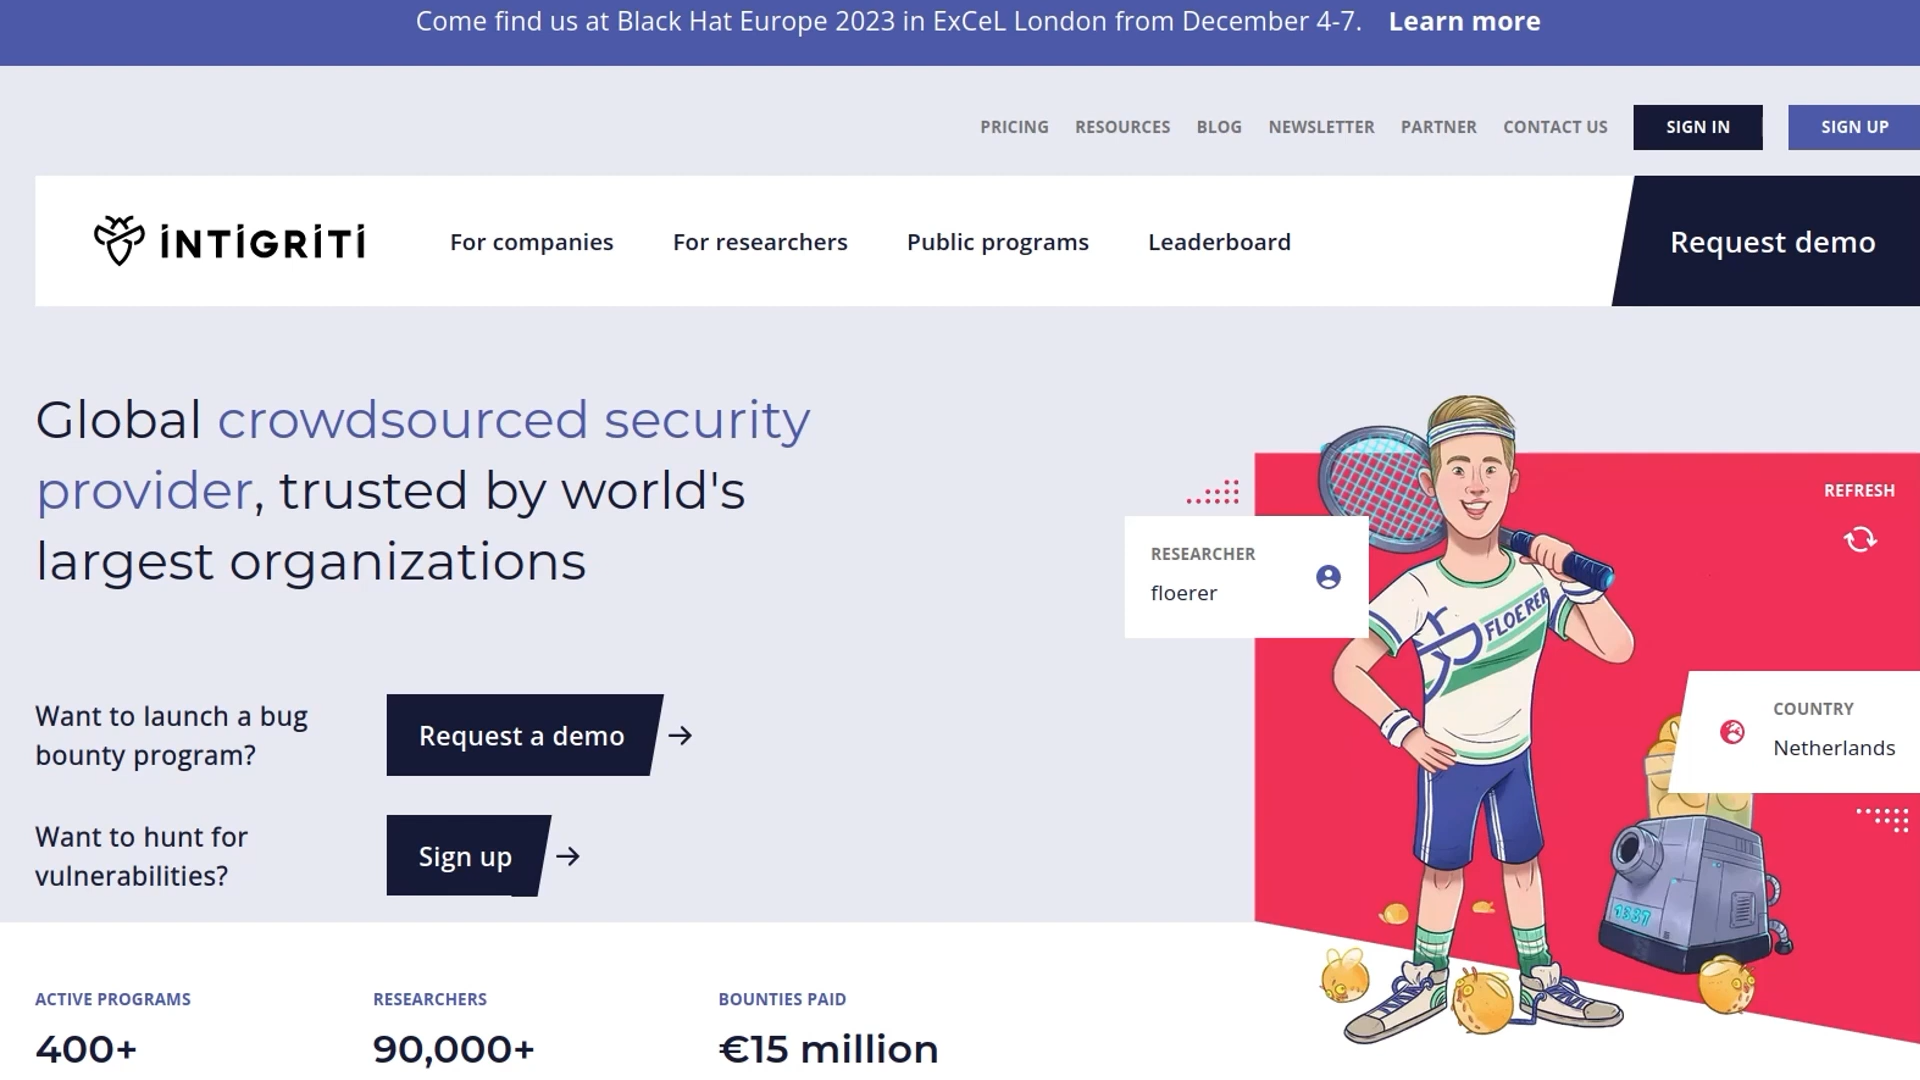 Come find us at Black Hat Europe 2023 in ExCeL London from December 4-7. Learn more
PRICING RESOURCES BLOG NEWSLETTER PARTNER CONTACT US SIGN IN SIGN UP
INTIGRITI For companies For researchers Public programs Leaderboard Request demo
Global crowdsourced security
provider, trusted by world's
largest organizations
REFRESH
RESEARCHER
floerer
FLOERER
COUNTRY
Netherlands
1337
Want to launch a bug
bounty program?
Request a demo
Want to hunt for
vulnerabilities?
Sign up
ACTIVE PROGRAMS
400+
RESEARCHERS
90,000+
BOUNTIES PAID
€15 million